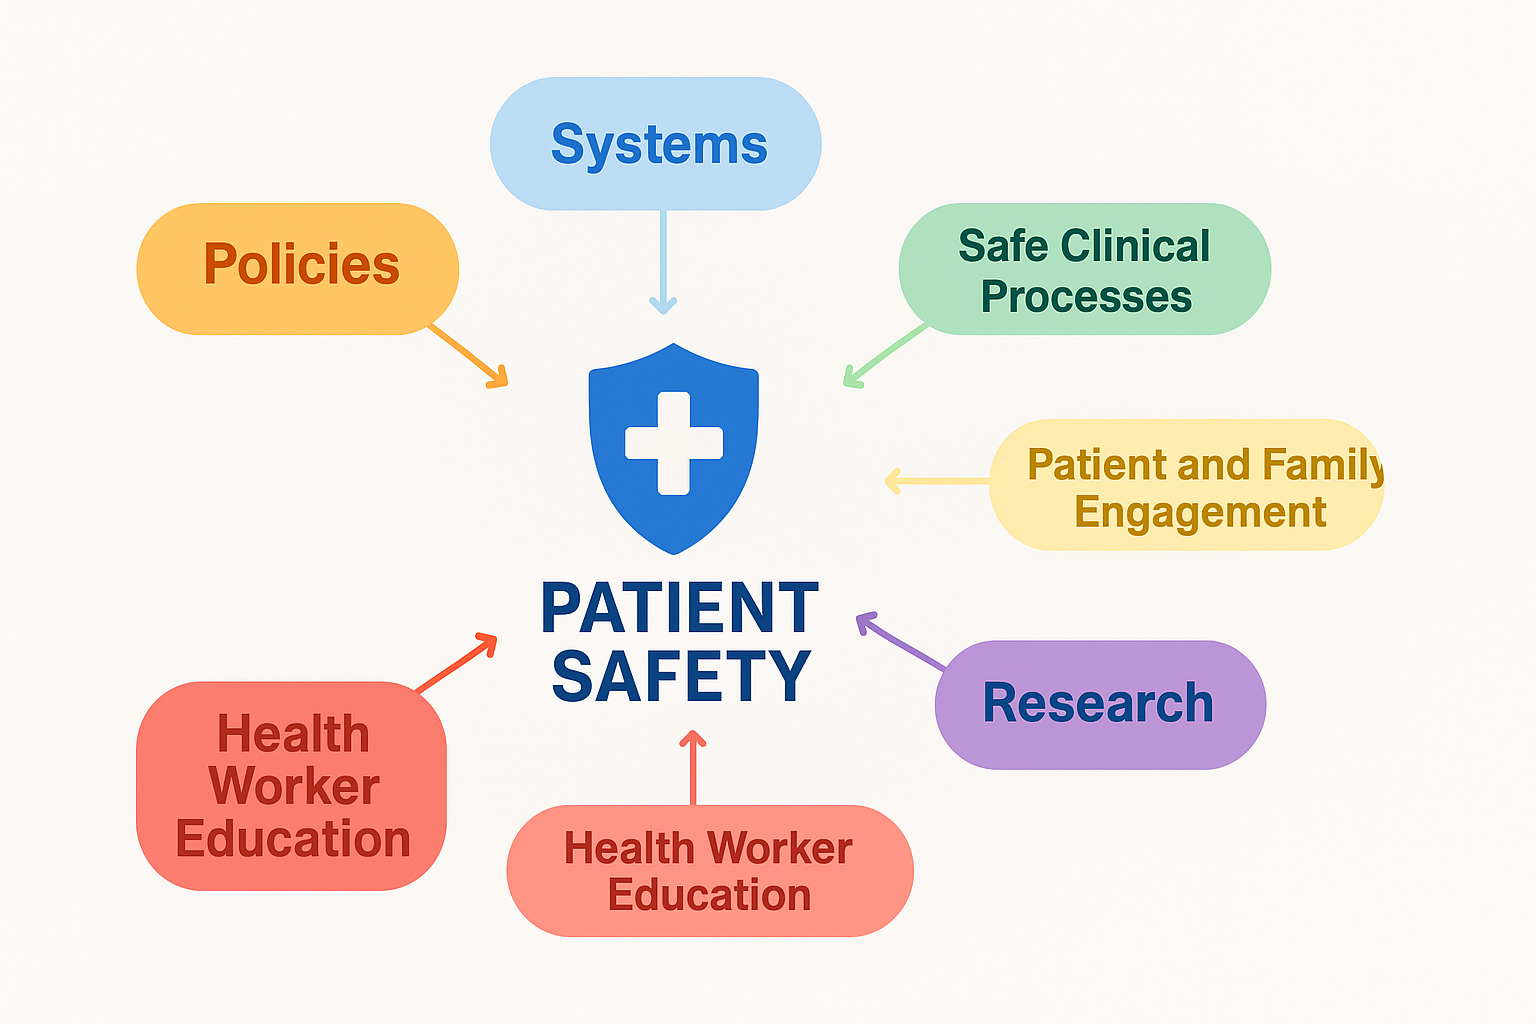 Systems
Policies
Safe Clinical
Processes
Patient and Family
Engagement
PATIENT
SAFETY
Research
Health
Worker
Education
Health Worker
Education